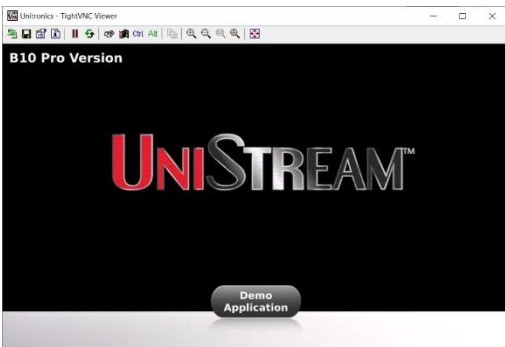 Unitronics - TightVNC Viewer
Ctrl Alt
B10 Pro Version
UNISTREAM™
Demo
Application